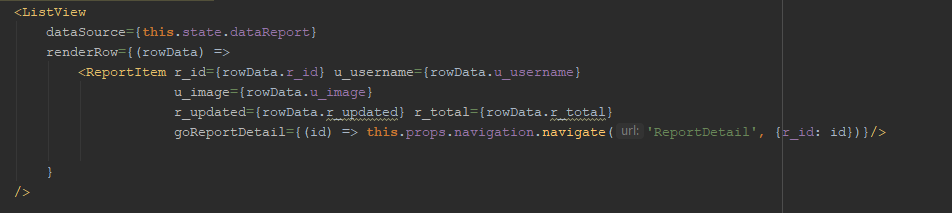 <ListView
dataSource={this.state.dataReport}
renderRow={(rowData) =>
<ReportItem r_id={rowData.r_id} u_username={rowData.u_username}
u_image={rowData.u_image}
r_updated={rowData.r_updated} r_total={rowData.r_total}
goReportDetail={(id) => this.props.navigation.navigate( url: 'ReportDetail', {r_id: id})}/>
}
/>